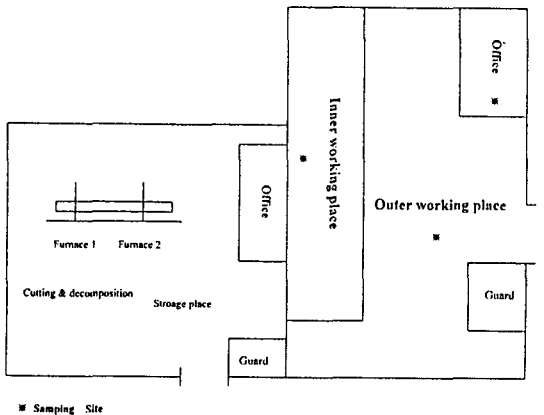 Office
Inner working place
Outer working place
Office
Furnace 1 Furnace 2
Cutting & decomposition
Stroage place
Guard
Guard
※ Samping Site